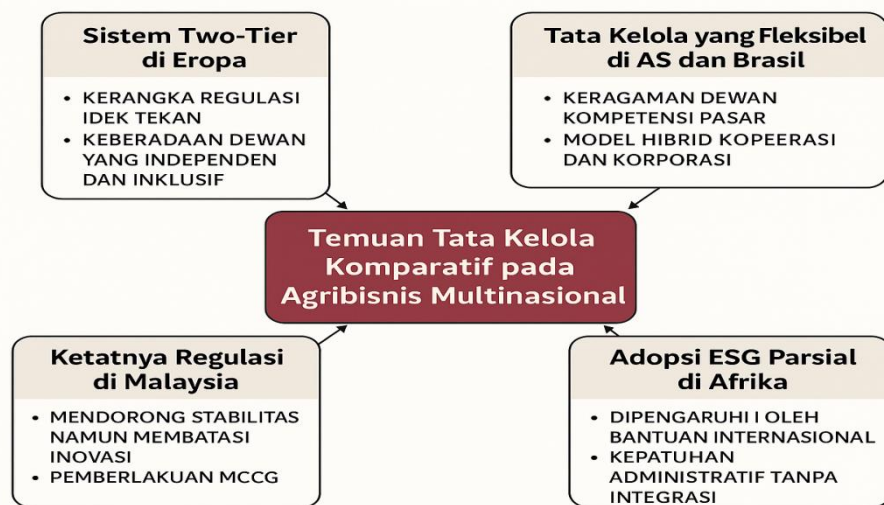 Sistem Two-Tier
di Eropa
• KERANGKA REGULASI
IDEK TEKAN
• KEBERADAAN DEWAN
YANG INDEPENDEN
DAN INKLUSIF
Tata Kelola yang Fleksibel
di AS dan Brasil
• KERAGAMAN DEWAN
KOMPETENSI PASAR
• MODEL HIBRID KOPEERASI
DAN KORPORASI
Temuan Tata Kelola
Komparatif pada
Agribisnis Multinasional
Ketatnya Regulasi
di Malaysia
• MENDORONG STABILITAS
NAMUN MEMBATASI
INOVASI
• PEMBERLAKUAN MCCG
Adopsi ESG Parsial
di Afrika
• DIPENGARUHI I OLEH
BANTUAN INTERNASIONAL
• KEPATUHAN
ADMINISTRATIF TANPA
INTEGRASI